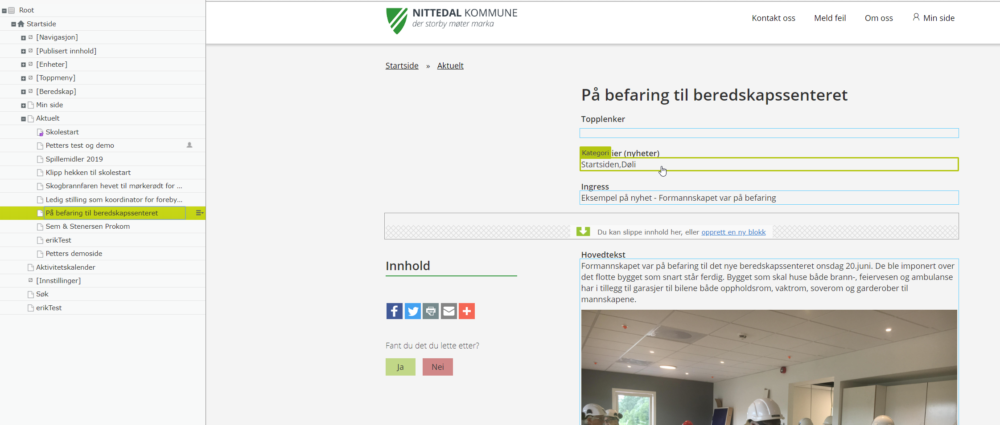 Root
Startside
[Navigasjon]
[Publisert innhold]
[Enheter]
[Toppmeny]
[Beredskap]
Min side
Aktuelt
Skolestart
Petters test og demo
Spillemidler 2019
Klipp hekken til skolestart
Skogbrannfaren hevet til mørkerødt for ...
Ledig stilling som koordinator for foreby...
På befaring til beredskapssenteret
Sem & Stenersen Prokom
erikTest
Petters demoside
Aktivitetskalender
[Innstillinger]
Søk
erikTest
NITTEDAL KOMMUNE
der storby møter marka
Kontakt oss
Meld feil
Om oss
Min side
Startside » Aktuelt
På befaring til beredskapssenteret
Topplenker
Kategorier (nyheter)
Startsiden,Døli
Ingress
Eksempel på nyhet - Formannskapet var på befaring
Du kan slippe innhold her, eller opprett en ny blokk
Innhold
Fant du det du lette etter?
Ja
Nei
Hovedtekst
Formannskapet var på befaring til det nye beredskapssenteret onsdag 20.juni. De ble imponert over
det flotte bygget som snart står ferdig. Bygget som skal huse både brann-, feiervesen og ambulanse
har i tillegg til garasjer til bilene både oppholdsrom, vaktrom, soverom og garderober til
mannskapene.